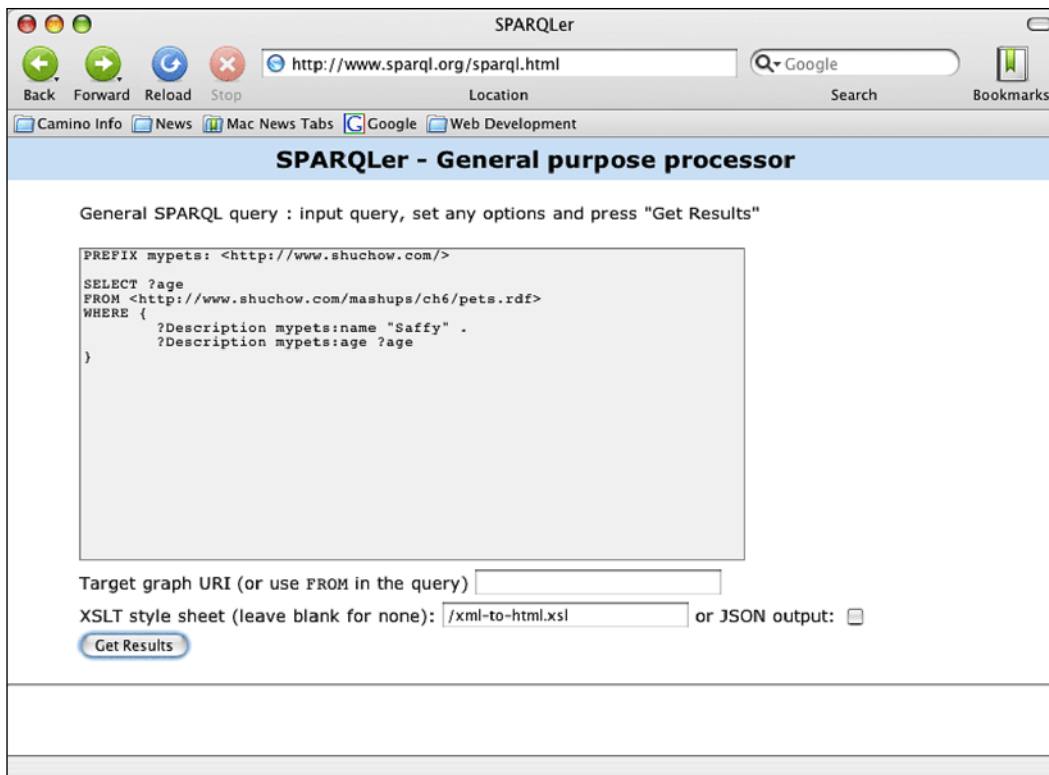 SPARQLer
http://www.sparql.org/sparql.html
Google
Back Forward Reload Stop Location Search Bookmarks
Camino Info News Mac News Tabs Google Web Development
SPARQLer - General purpose processor
General SPARQL query : input query, set any options and press "Get Results"
PREFIX mypets: <http://www.shuchow.com/>
SELECT ?age
FROM <http://www.shuchow.com/mashups/ch6/pets.rdf>
WHERE {
?Description mypets:name "Saffy" .
?Description mypets:age ?age
}
Target graph URI (or use FROM in the query)
XSLT style sheet (leave blank for none): /xml-to-html.xsl or JSON output:
Get Results